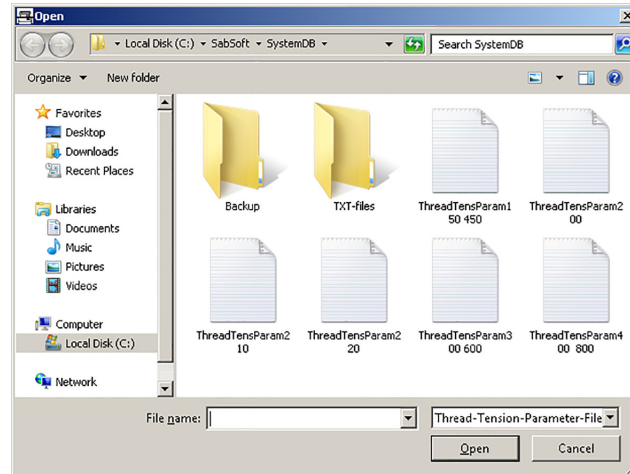 Open
Local Disk (C:) SabSoft SystemDB Search SystemDB
Organize New folder
Favorites
Desktop
Downloads
Recent Places
Libraries
Documents
Music
Pictures
Videos
Computer
Local Disk (C:)
Network
Backup
TXT-files
ThreadTensParam1
50 450
ThreadTensParam2
00
ThreadTensParam2
10
ThreadTensParam2
20
ThreadTensParam3
00 600
ThreadTensParam4
00 800
File name: Thread-Tension-Parameter-File
Open Cancel